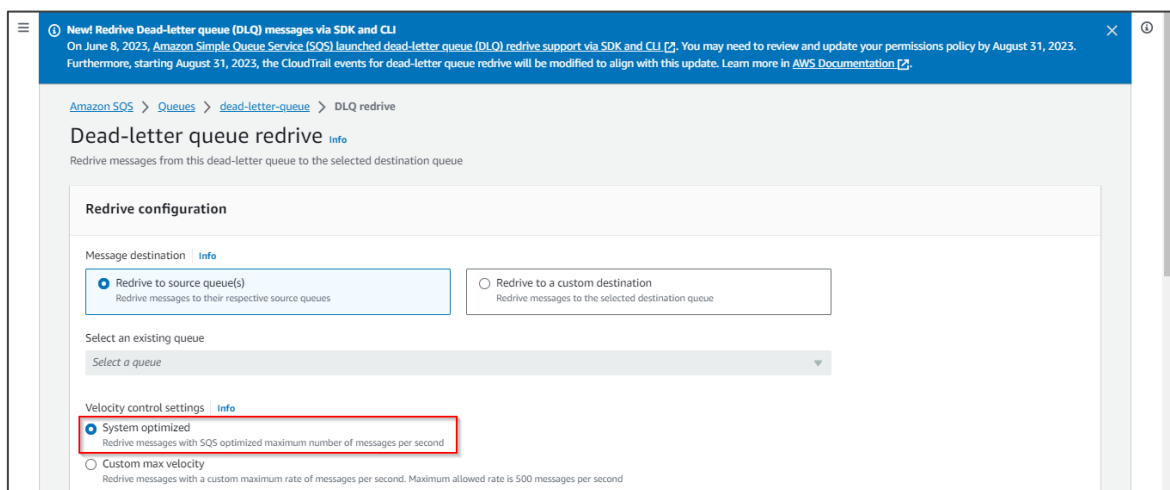 New! Redrive Dead-letter queue (DLQ) messages via SDK and CLI
On June 8, 2023, Amazon Simple Queue Service (SQS) launched dead-letter queue (DLQ) redrive support via SDK and CLI. You may need to review and update your permissions policy by August 31, 2023.
Furthermore, starting August 31, 2023, the CloudTrail events for dead-letter queue redrive will be modified to align with this update. Learn more in AWS Documentation.
Amazon SQS > Queues > dead-letter-queue > DLQ redrive
Dead-letter queue redrive Info
Redrive messages from this dead-letter queue to the selected destination queue
Redrive configuration
Message destination Info
Redrive to source queue(s)
Redrive messages to their respective source queues
Redrive to a custom destination
Redrive messages to the selected destination queue
Select an existing queue
Select a queue
Velocity control settings Info
System optimized
Redrive messages with SQS optimized maximum number of messages per second
Custom max velocity
Redrive messages with a custom maximum rate of messages per second. Maximum allowed rate is 500 messages per second